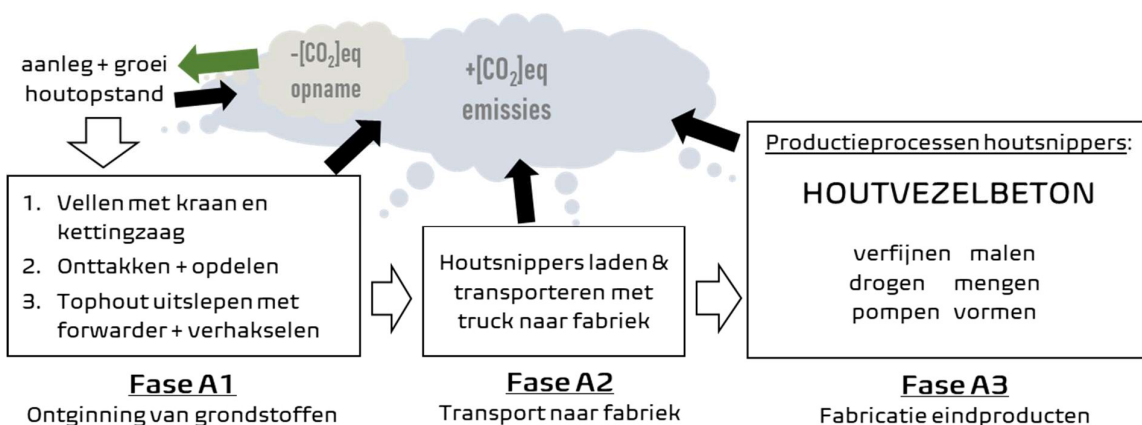 aanleg + groei
houtopstand
-[CO₂]eq
opname
+[CO₂]eq
emissies
1. Vellen met kraan en
kettingzaag
2. Onttakken + opdelen
3. Tophout uitslepen met
forwarder + verhakselen
Fase A1
Ontginning van grondstoffen
Houtsnippers laden &
transporteren met
truck naar fabriek
Fase A2
Transport naar fabriek
Productieprocessen houtsnippers:
HOUTVEZELBETON
verfijnen malen
drogen mengen
pompen vormen
Fase A3
Fabricatie eindproducten